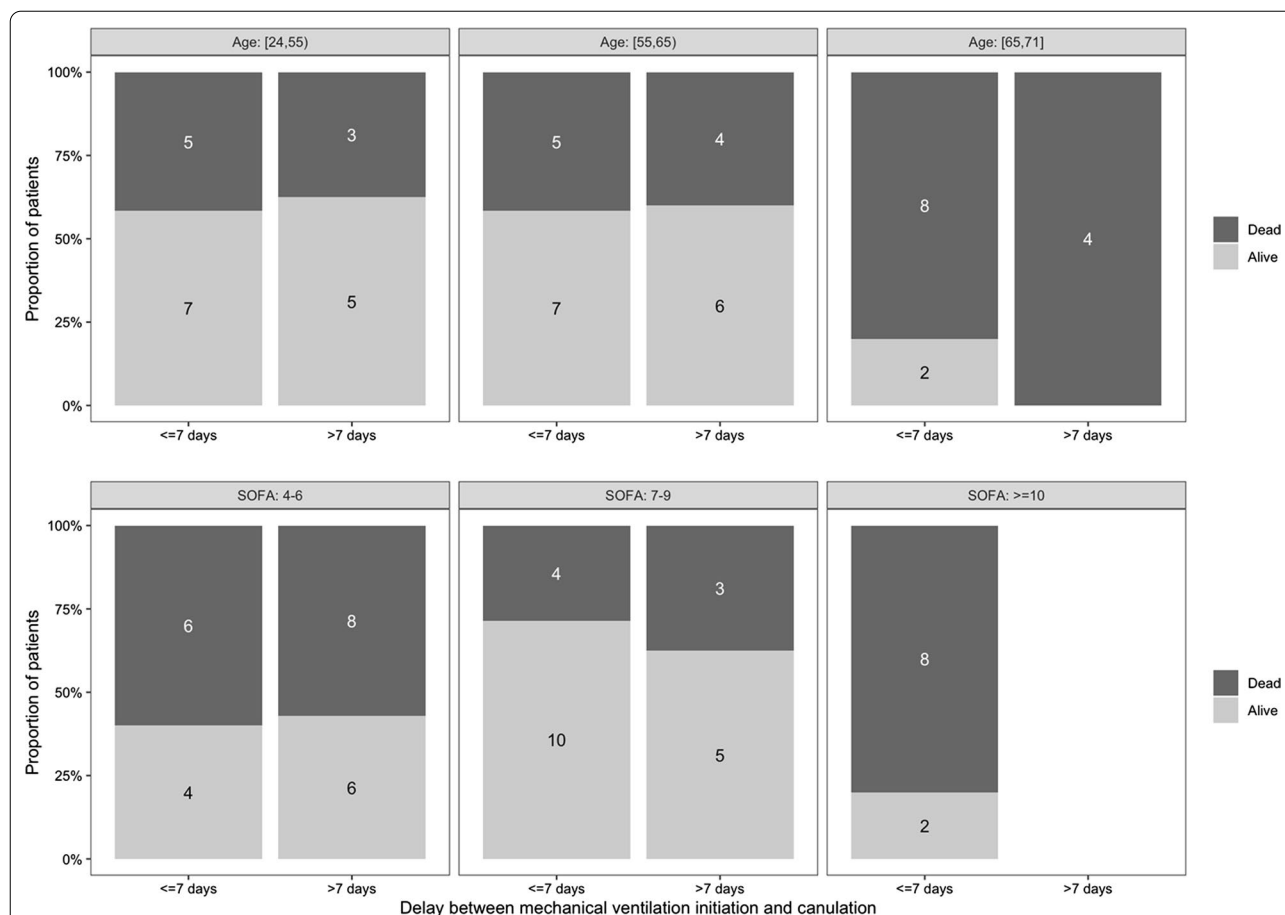 Age: [24,55)
Age: [55,65)
Age: [65,71]
Proportion of patients
100%
75%
50%
25%
0%
5
7
3
5
5
7
4
6
8
2
4
<=7 days
>7 days
<=7 days
>7 days
<=7 days
>7 days
Dead
Alive
SOFA: 4-6
SOFA: 7-9
SOFA: >=10
Proportion of patients
100%
75%
50%
25%
0%
6
4
8
6
4
10
3
5
8
2
<=7 days
>7 days
<=7 days
>7 days
<=7 days
>7 days
Dead
Alive
Delay between mechanical ventilation initiation and canulation